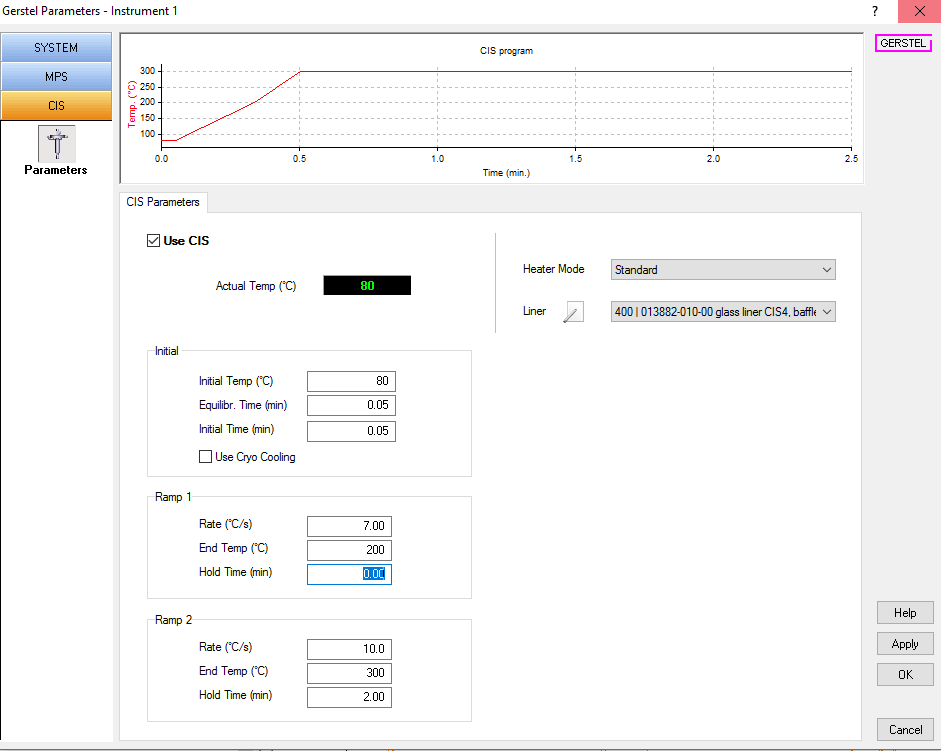 Gerstel Parameters - Instrument 1
?
SYSTEM
MPS
CIS
Parameters
CIS program
Temp. (°C)
300
250
200
150
100
0.0 0.5 1.0 1.5 2.0 2.5
Time (min.)
GERSTEL
CIS Parameters
Use CIS
Actual Temp (°C) 80
Heater Mode Standard
Liner 400 | 013882-010-00 glass liner CIS4, baffle
Initial
Initial Temp (°C) 80
Equilibr. Time (min) 0.05
Initial Time (min) 0.05
Use Cryo Cooling
Ramp 1
Rate (°C/s) 7.00
End Temp (°C) 200
Hold Time (min) 0.00
Ramp 2
Rate (°C/s) 10.0
End Temp (°C) 300
Hold Time (min) 2.00
Help
Apply
OK
Cancel